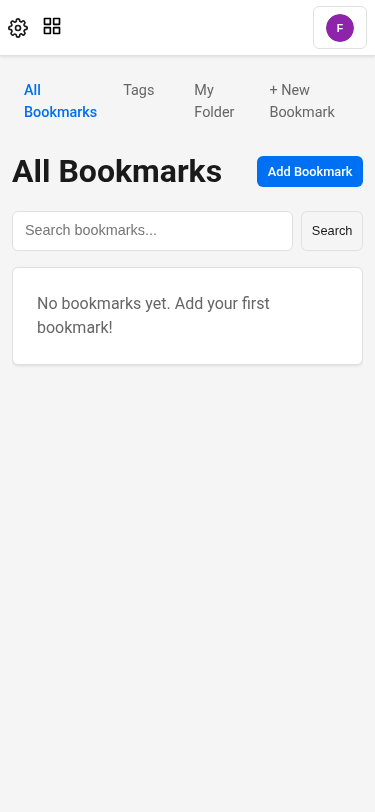 F
All
Bookmarks
Tags
My
Folder
+ New
Bookmark
All Bookmarks
Add Bookmark
Search bookmarks...
Search
No bookmarks yet. Add your first
bookmark!